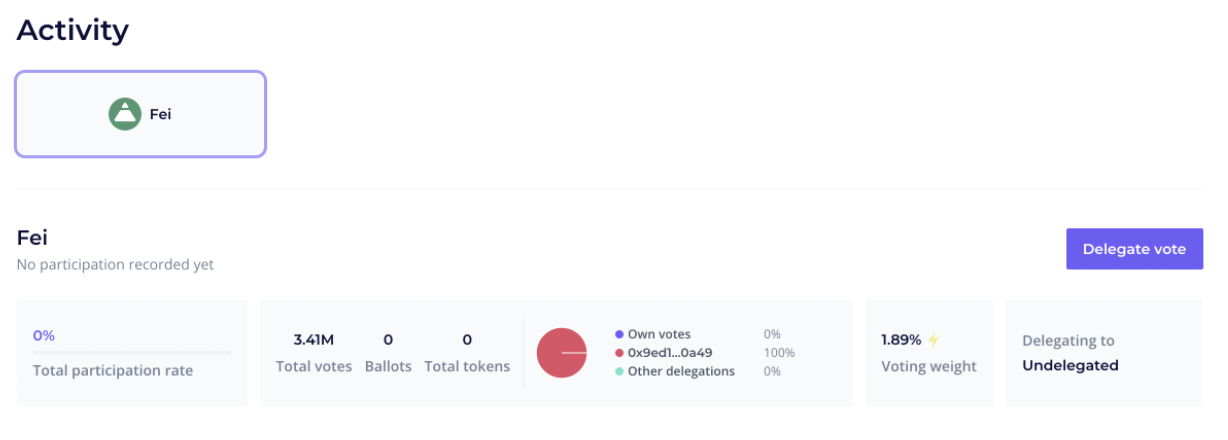 Activity
Fei
Fei
No participation recorded yet
Delegate vote
0%
Total participation rate
3.41M 0 0
Total votes Ballots Total tokens
Own votes 0%
0x9ed1...0a49 100%
Other delegations 0%
1.89%
Voting weight
Delegating to
Undelegated